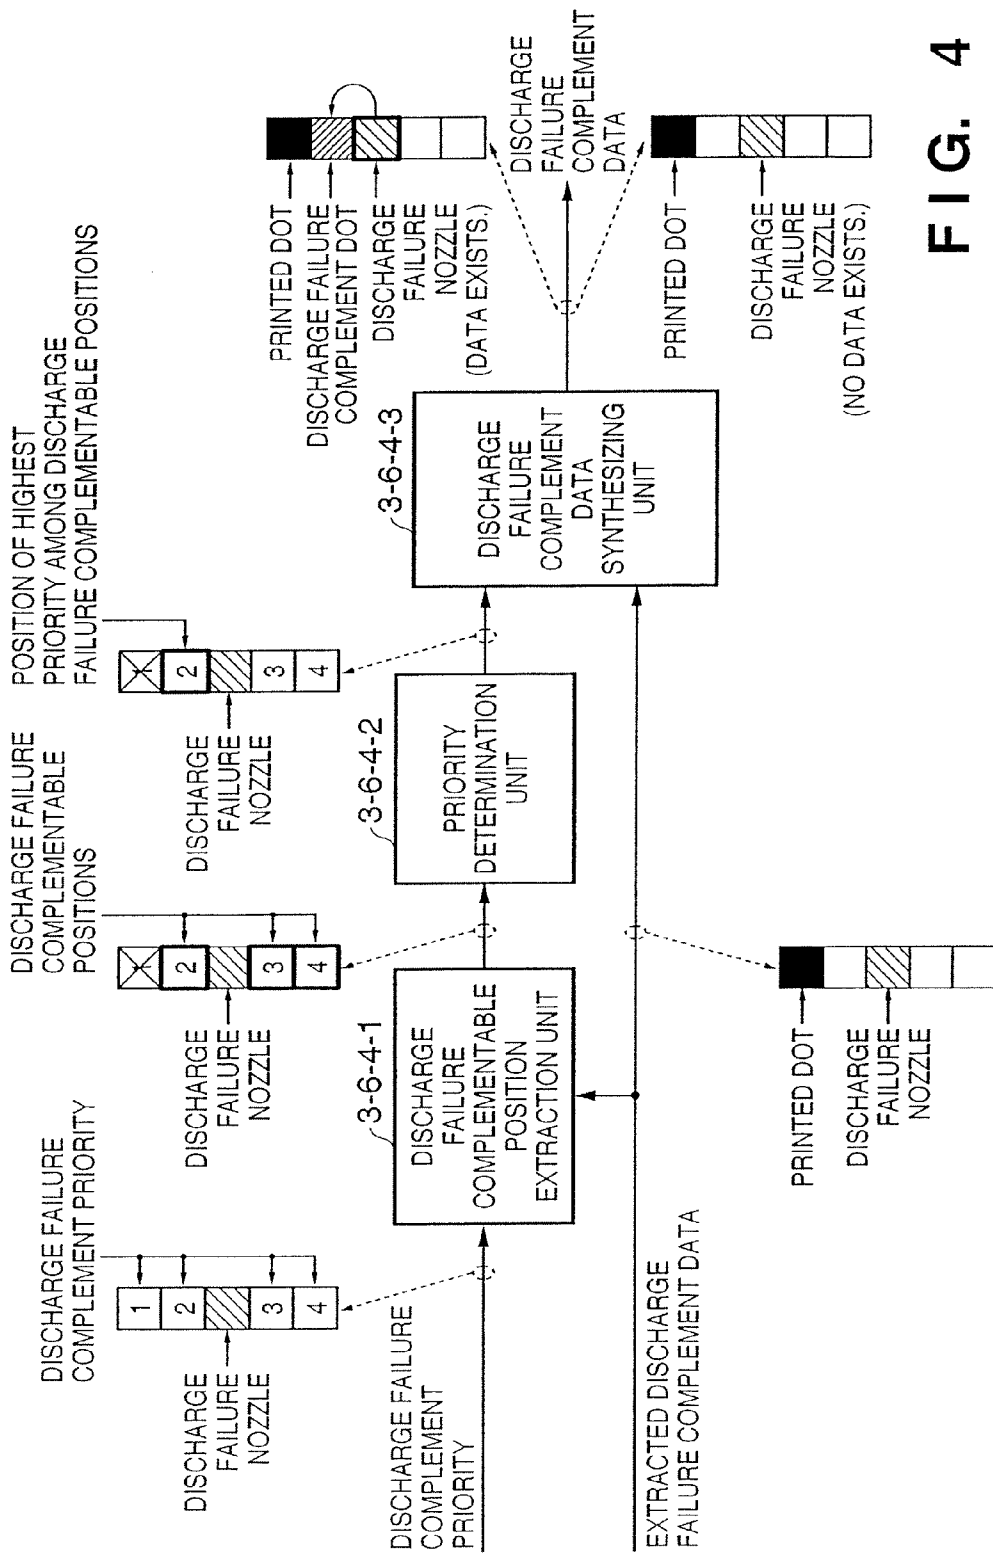 DISCHARGE FAILURE
COMPLEMENT PRIORITY
1
2
3
4
DISCHARGE
FAILURE
NOZZLE
DISCHARGE FAILURE
COMPLEMENTABLE
POSITIONS
1
2
3
4
DISCHARGE
FAILURE
NOZZLE
POSITION OF HIGHEST
PRIORITY AMONG DISCHARGE
FAILURE COMPLEMENTABLE POSITIONS
1
2
3
4
DISCHARGE
FAILURE
NOZZLE
PRINTED DOT
DISCHARGE FAILURE
COMPLEMENT DOT
DISCHARGE
FAILURE
NOZZLE
(DATA EXISTS.)
DISCHARGE FAILURE
COMPLEMENT
PRIORITY
3-6-4-1
DISCHARGE
FAILURE
COMPLEMENTABLE
POSITION
EXTRACTION UNIT
3-6-4-2
PRIORITY
DETERMINATION
UNIT
3-6-4-3
DISCHARGE
FAILURE
COMPLEMENT
DATA
SYNTHESIZING
UNIT
DISCHARGE
FAILURE
COMPLEMENT
DATA
EXTRACTED DISCHARGE
FAILURE COMPLEMENT DATA
PRINTED DOT
DISCHARGE
FAILURE
NOZZLE
PRINTED DOT
DISCHARGE
FAILURE
NOZZLE
(NO DATA EXISTS.)
FIG. 4